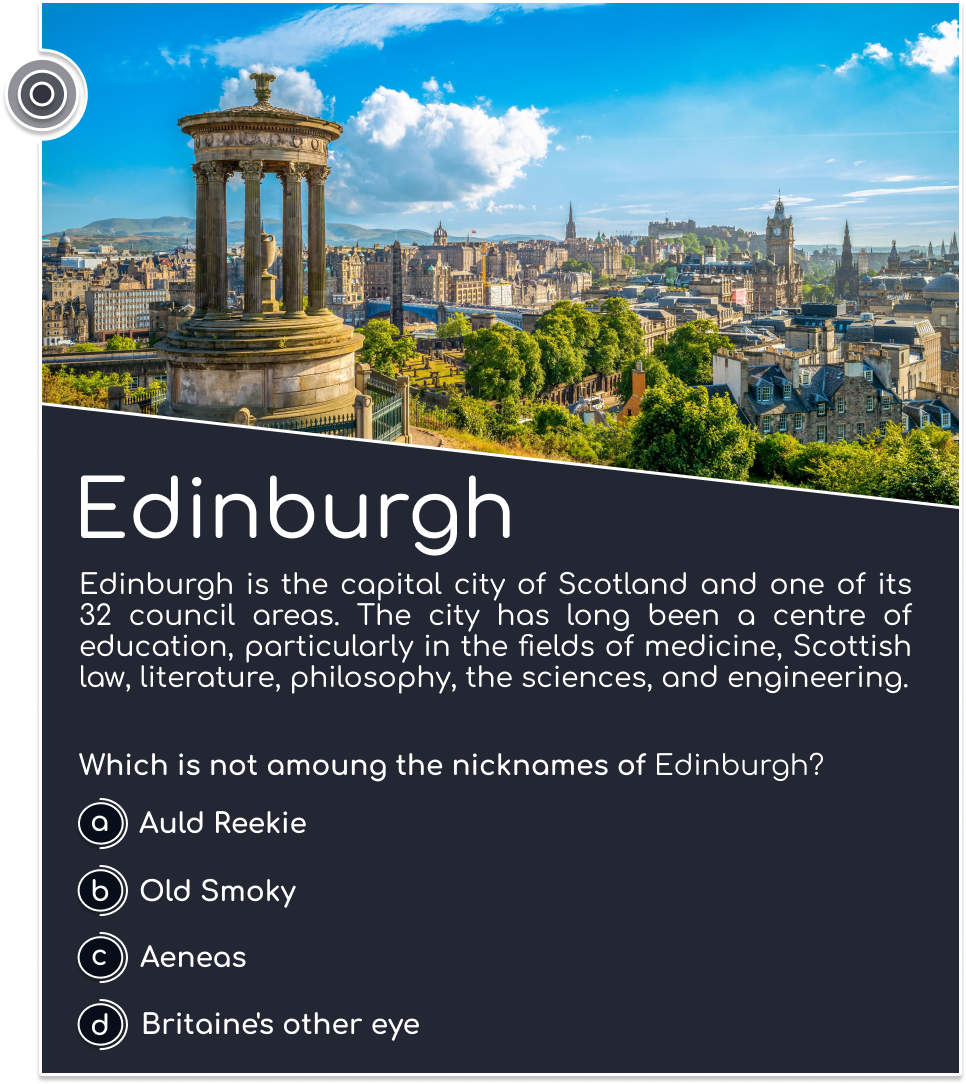 Edinburgh
Edinburgh is the capital city of Scotland and one of its
32 council areas. The city has long been a centre of
education, particularly in the fields of medicine, Scottish
law, literature, philosophy, the sciences, and engineering.
Which is not amoung the nicknames of Edinburgh?
a Auld Reekie
b Old Smoky
c Aeneas
d Britaine's other eye